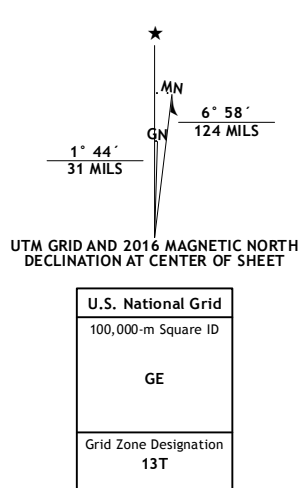 ★
MN
6° 58´
124 MILS
GN
1° 44´
31 MILS
UTM GRID AND 2016 MAGNETIC NORTH
DECLINATION AT CENTER OF SHEET
U.S. National Grid
100,000-m Square ID
GE
Grid Zone Designation
13T